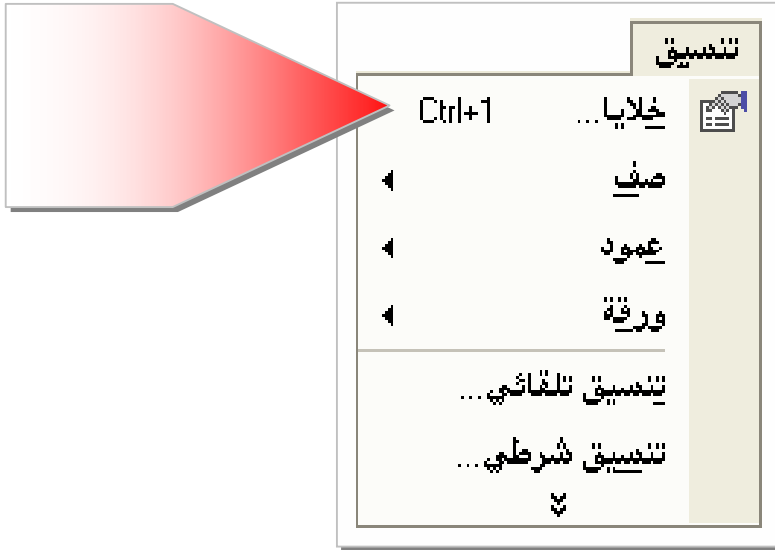 تنسيق
خلايا... Ctrl+1
صف
عمود
ورقة
تنسيق تلقائي...
تنسيق شرطي...